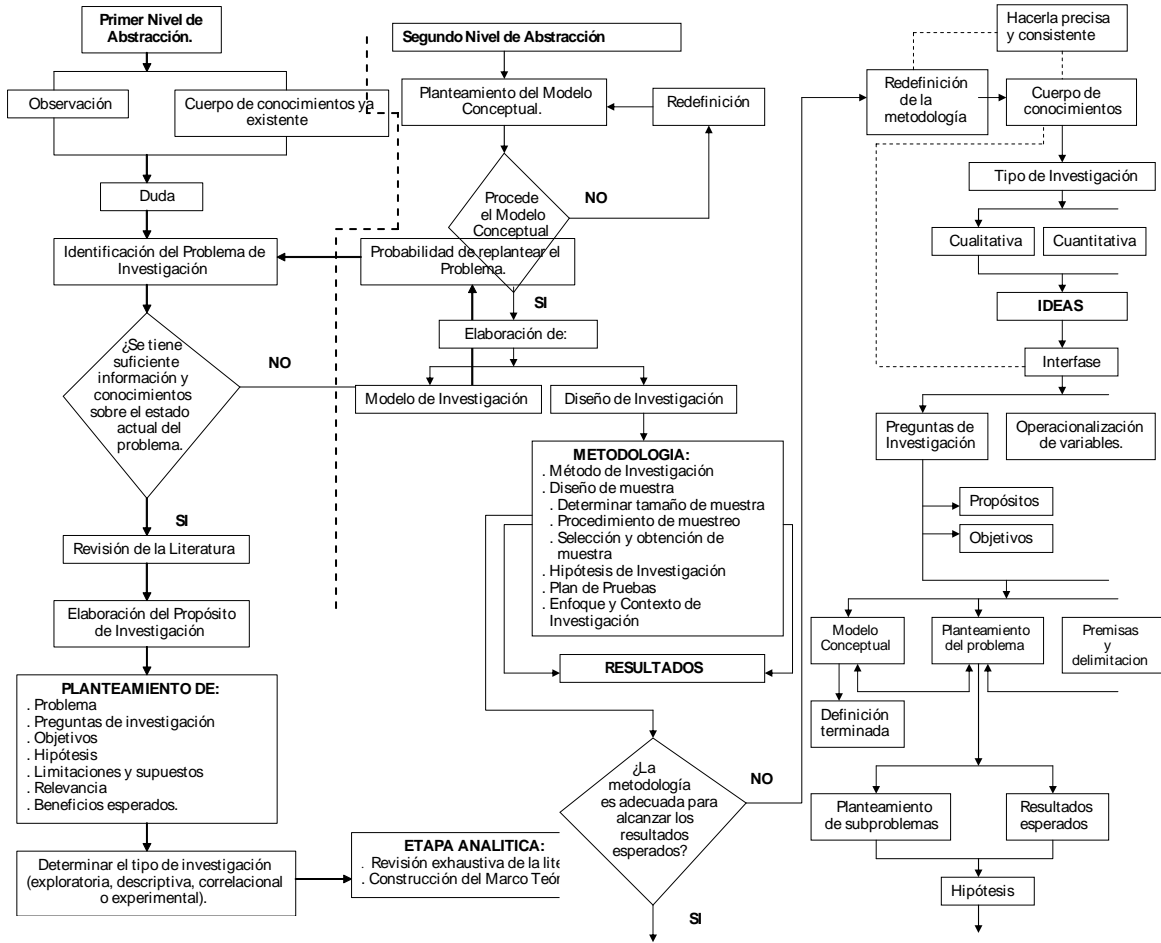 Primer Nivel de
Abstracción.
Observación
Cuerpo de conocimientos ya
existente
Duda
Identificación del Problema de
Investigación
¿Se tiene
suficiente
información y
conocimientos
sobre el estado
actual del
problema.
NO
SI
Revisión de la Literatura
Elaboración del Propósito
de Investigación
PLANTEAMIENTO DE:
. Problema
. Preguntas de investigación
. Objetivos
. Hipótesis
. Limitaciones y supuestos
. Relevancia
. Beneficios esperados.
Determinar el tipo de investigación
(exploratoria, descriptiva, correlacional
o experimental).
ETAPA ANALITICA:
. Revisión exhaustiva de la lite
. Construcción del Marco Teór
Segundo Nivel de Abstracción
Planteamiento del Modelo
Conceptual.
Redefinición
Procede
el Modelo
Conceptual
NO
Probabilidad de replantear el
Problema.
SI
Elaboración de:
Modelo de Investigación
Diseño de Investigación
METODOLOGIA:
. Método de Investigación
. Diseño de muestra
. Determinar tamaño de muestra
. Procedimiento de muestreo
. Selección y obtención de
muestra
. Hipótesis de Investigación
. Plan de Pruebas
. Enfoque y Contexto de
Investigación
RESULTADOS
¿La
metodología
es adecuada para
alcanzar los
resultados
esperados?
NO
SI
Hacerla precisa
y consistente
Redefinición
de la
metodología
Cuerpo de
conocimientos
Tipo de Investigación
Cualitativa
Cuantitativa
IDEAS
Interfase
Preguntas de
Investigación
Operacionalización
de variables.
Propósitos
Objetivos
Modelo
Conceptual
Planteamiento
del problema
Premisas
y
delimitacion
Definición
terminada
Planteamiento
de subproblemas
Resultados
esperados
Hipótesis